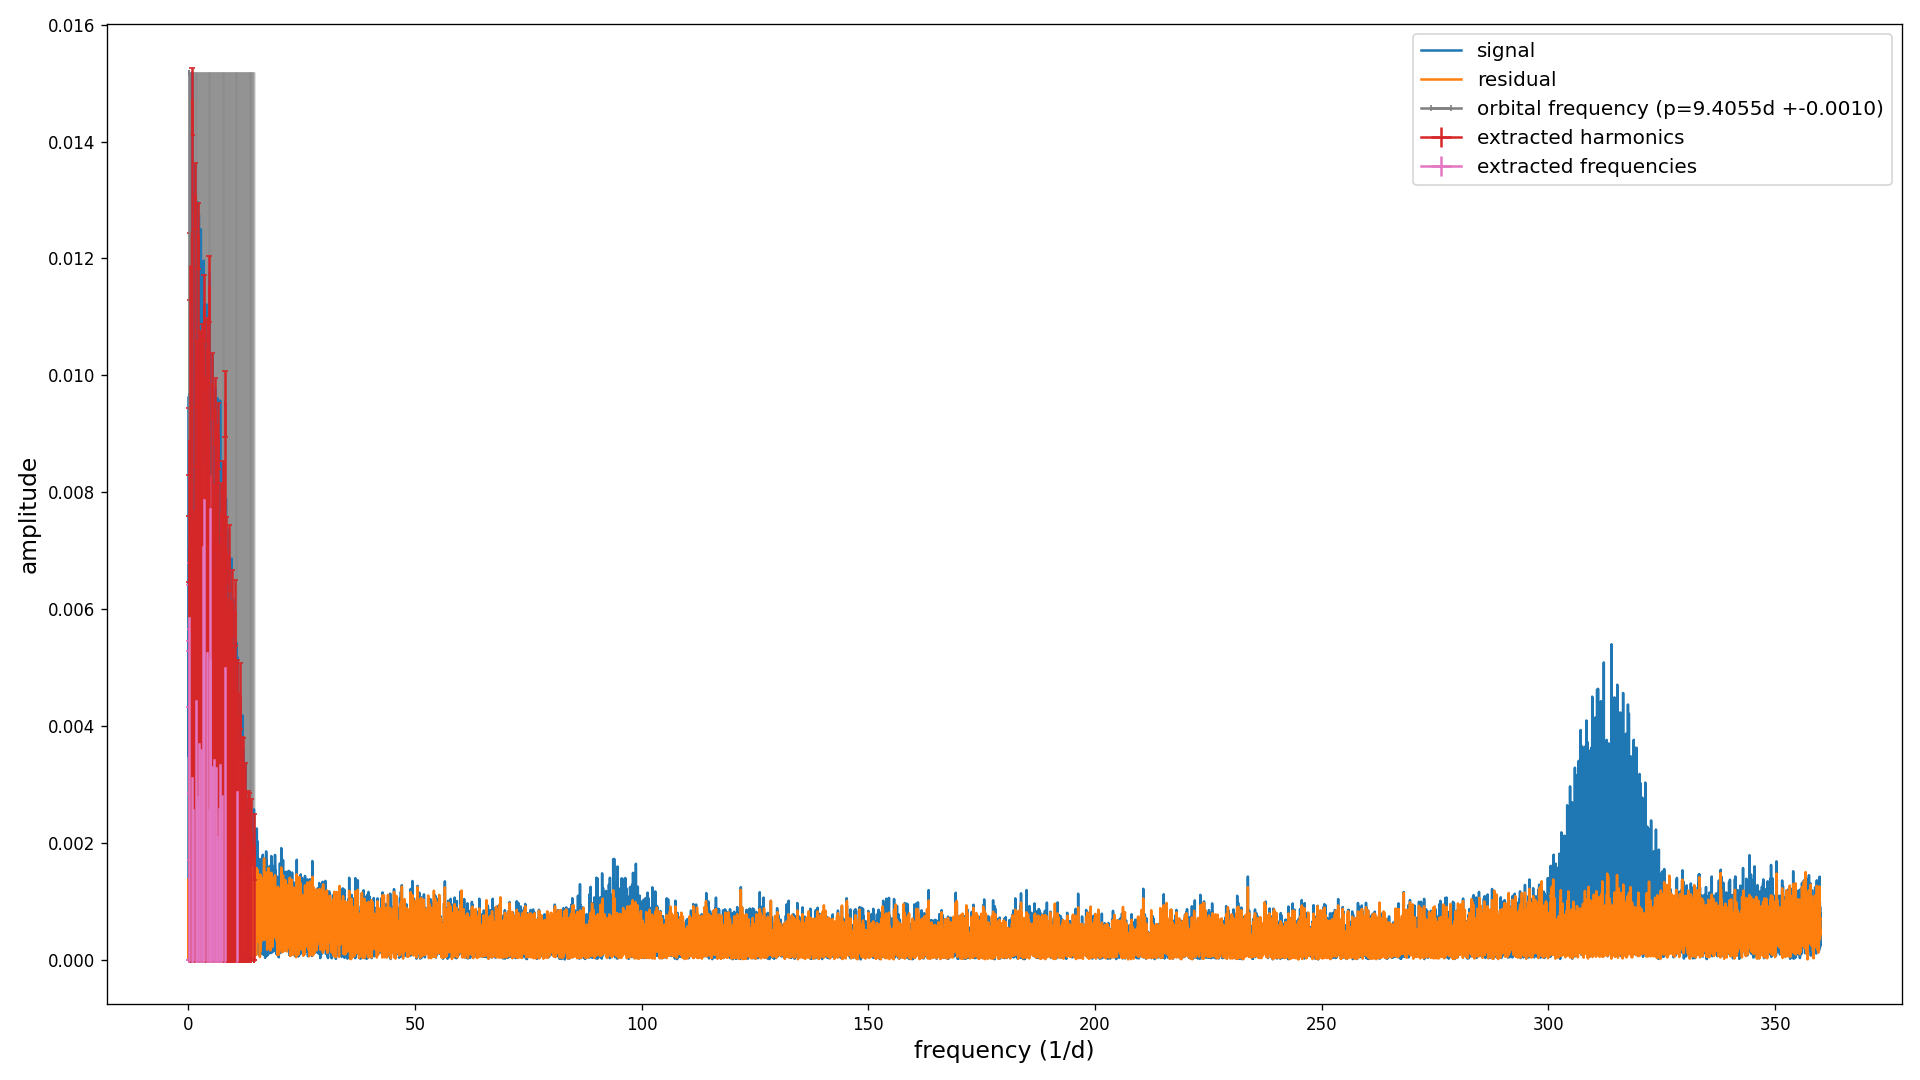 0.016
0.014
0.012
0.010
0.008
0.006
0.004
0.002
0.000
amplitude
0 50 100 150 200 250 300 350
frequency (1/d)
signal
residual
orbital frequency (p=9.4055d +-0.0010)
extracted harmonics
extracted frequencies